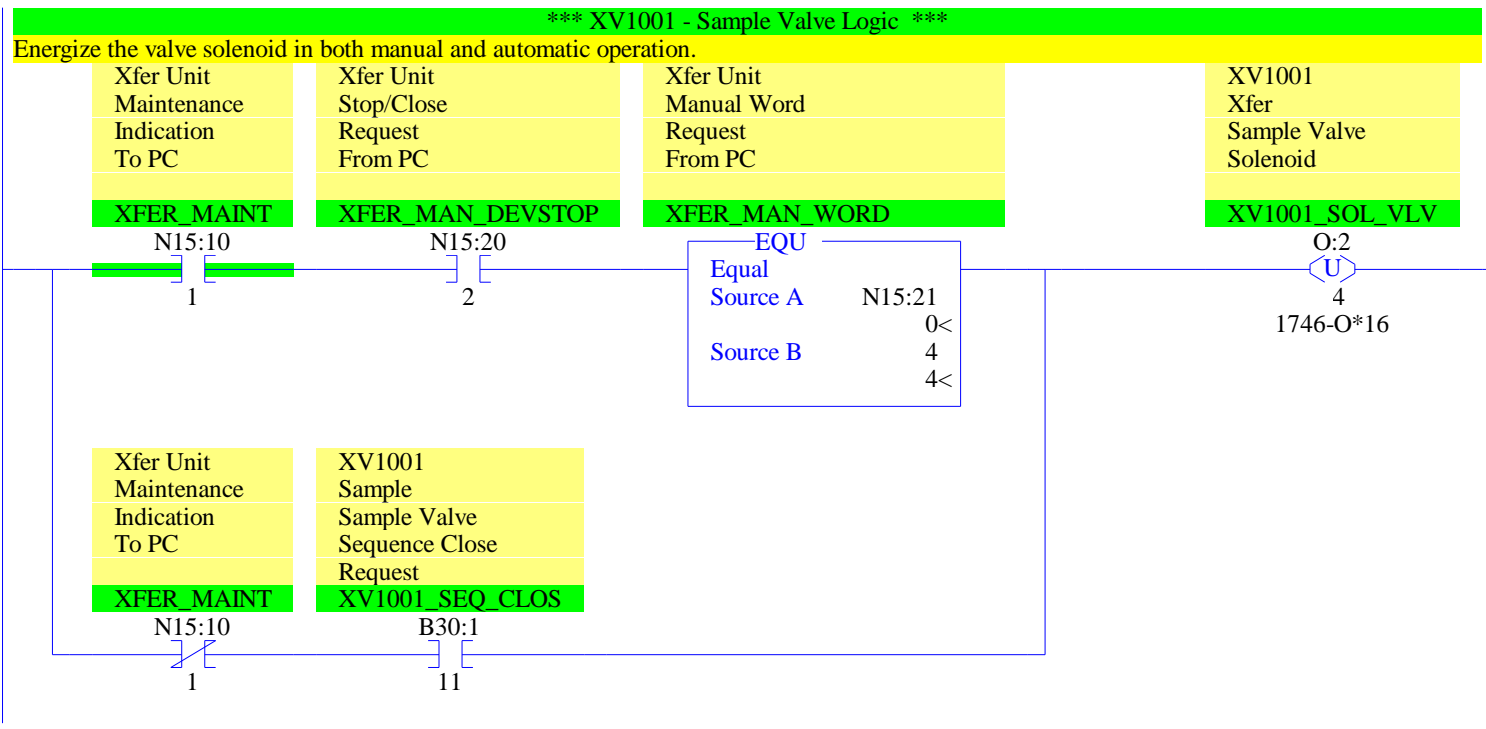 *** XV1001 - Sample Valve Logic ***
Energize the valve solenoid in both manual and automatic operation.
Xfer Unit
Maintenance
Indication
To PC
XFER_MAINT
N15:10
1
Xfer Unit
Stop/Close
Request
From PC
XFER_MAN_DEVSTOP
N15:20
2
Xfer Unit
Manual Word
Request
From PC
XFER_MAN_WORD
EQU
Equal
Source A N15:21
0<
Source B 4
4<
XV1001
Xfer
Sample Valve
Solenoid
XV1001_SOL_VLV
O:2
U
4
1746-O*16
Xfer Unit
Maintenance
Indication
To PC
XFER_MAINT
N15:10
1
XV1001
Sample
Sample Valve
Sequence Close
Request
XV1001_SEQ_CLOS
B30:1
11